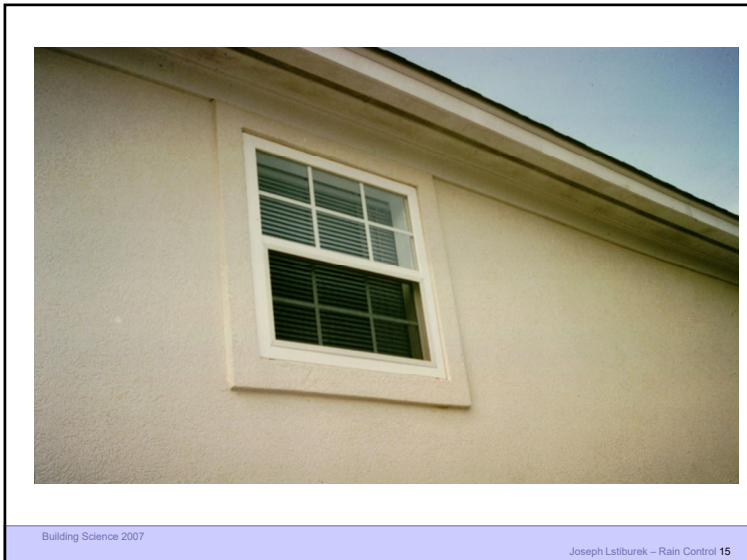 Building Science 2007
Joseph Lstiburek – Rain Control 15